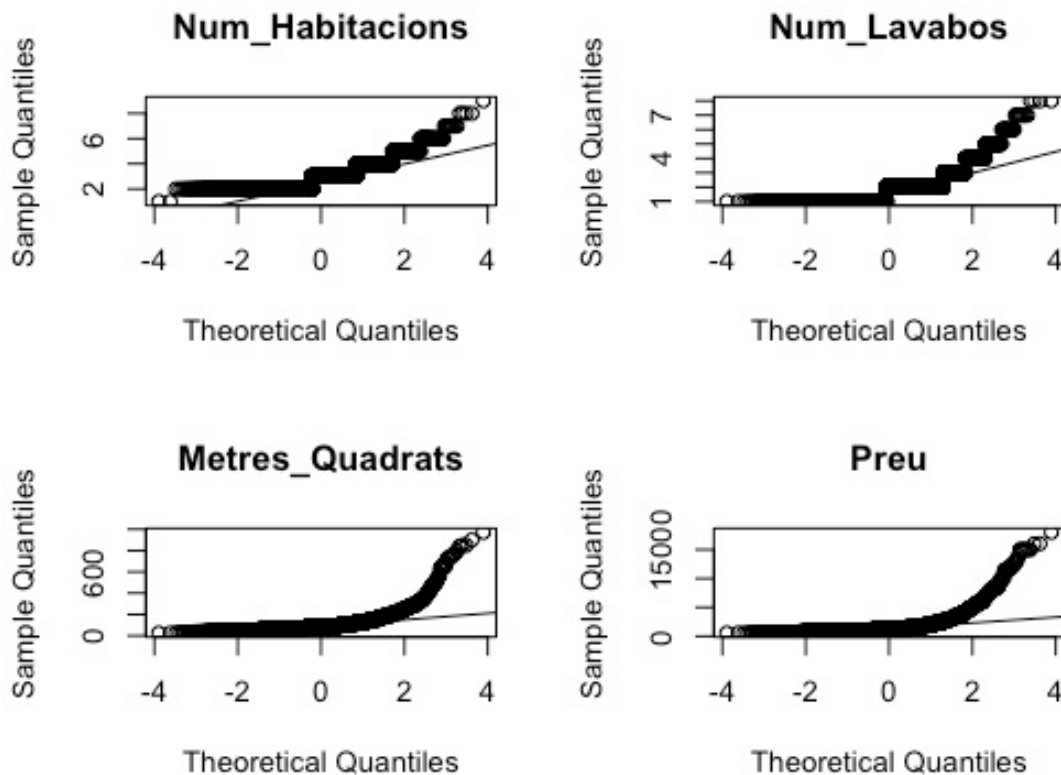 Num_Habitacions
Sample Quantiles
2
6
-4 -2 0 2 4
Theoretical Quantiles
Num_Lavabos
Sample Quantiles
1
4
7
-4 -2 0 2 4
Theoretical Quantiles
Metres_Quadrats
Sample Quantiles
0
600
-4 -2 0 2 4
Theoretical Quantiles
Preu
Sample Quantiles
0
15000
-4 -2 0 2 4
Theoretical Quantiles